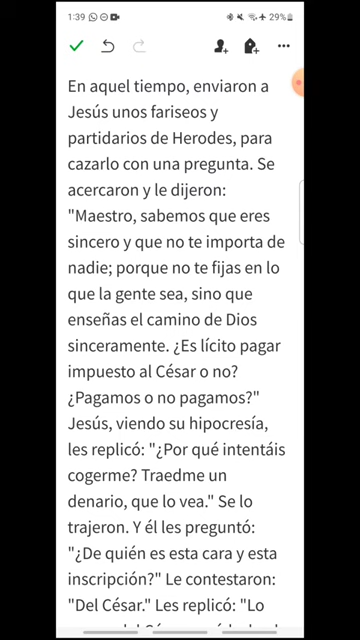 1:39
29%
En aquel tiempo, enviaron a
Jesús unos fariseos y
partidarios de Herodes, para
cazarlo con una pregunta. Se
acercaron y le dijeron:
"Maestro, sabemos que eres
sincero y que no te importa de
nadie; porque no te fijas en lo
que la gente sea, sino que
enseñas el camino de Dios
sinceramente. ¿Es lícito pagar
impuesto al César o no?
¿Pagamos o no pagamos?"
Jesús, viendo su hipocresía,
les replicó: "¿Por qué intentáis
cogerme? Traedme un
denario, que lo vea." Se lo
trajeron. Y él les preguntó:
"¿De quién es esta cara y esta
inscripción?" Le contestaron:
"Del César." Les replicó: "Lo